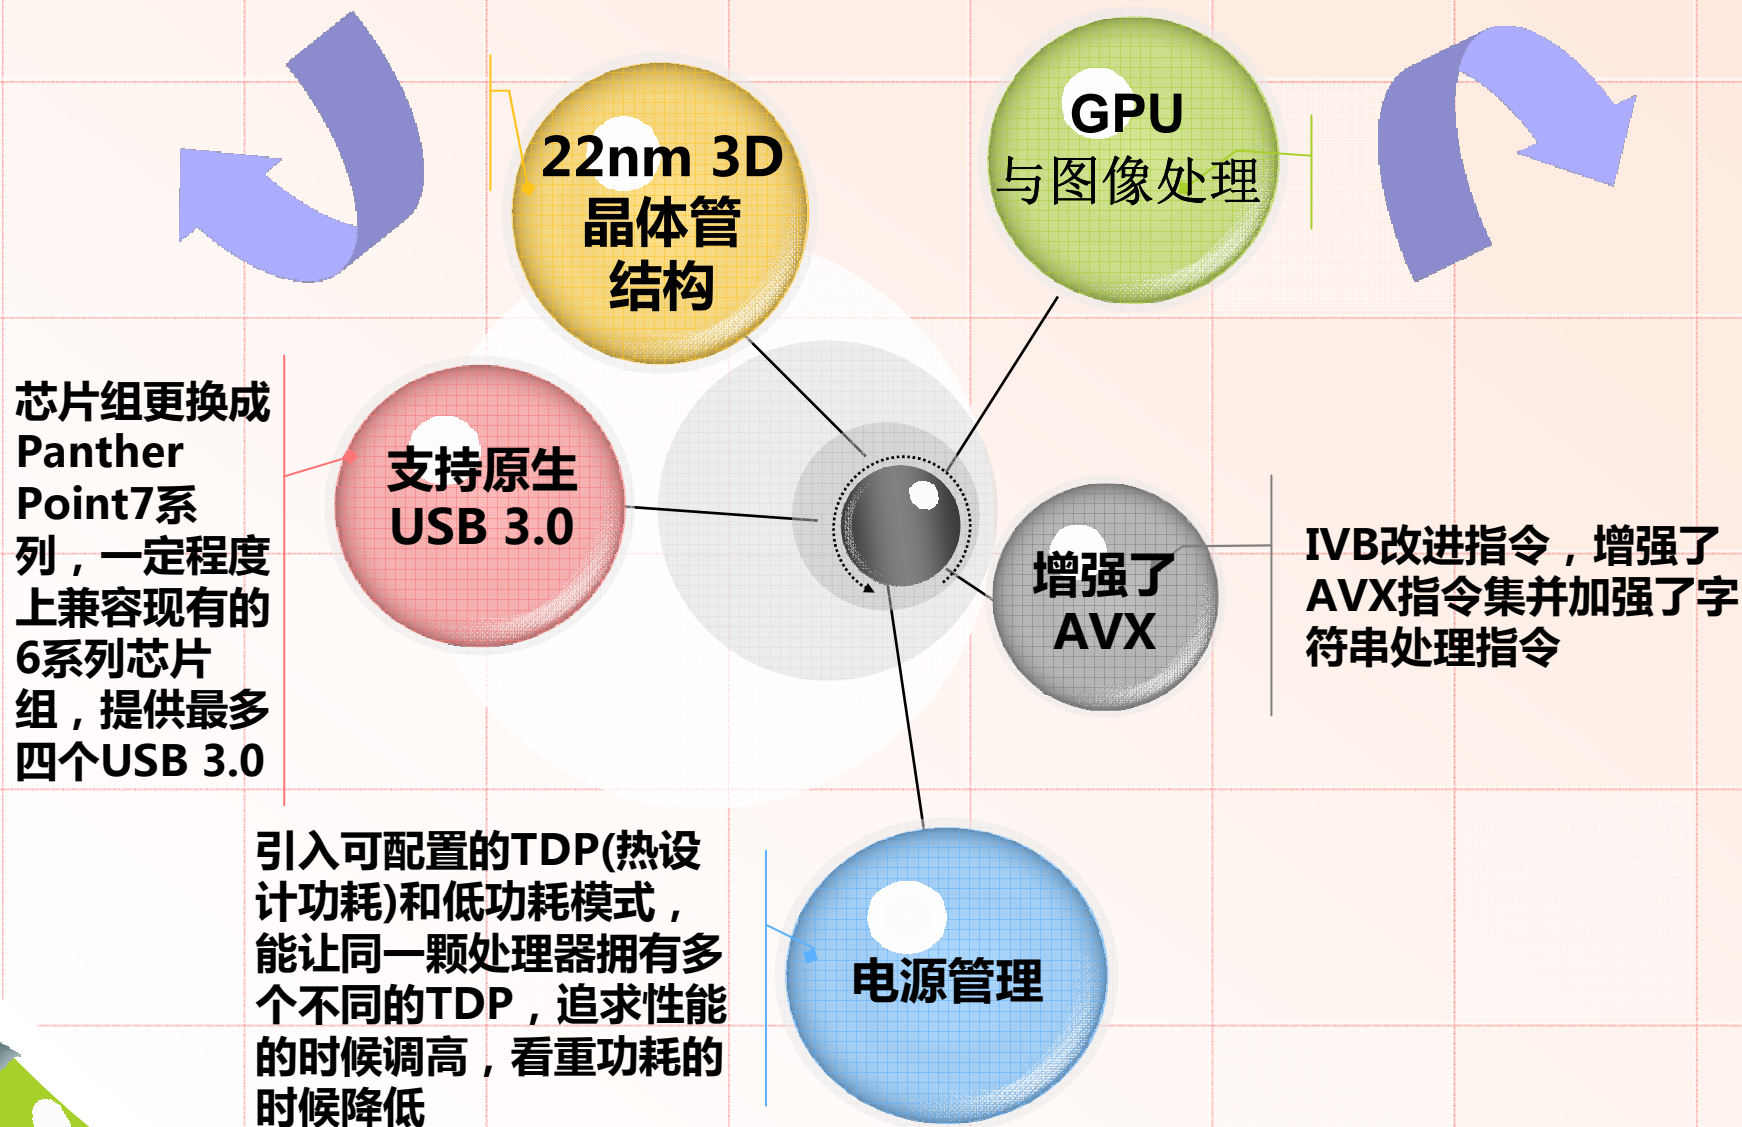 22nm 3D
晶体管
结构
GPU
与图像处理
芯片组更换成
Panther
Point7系
列，一定程度
上兼容现有的
6系列芯片
组，提供最多
四个USB 3.0
支持原生
USB 3.0
增强了
AVX
IVB改进指令，增强了
AVX指令集并加强了字
符串处理指令
引入可配置的TDP(热设
计功耗)和低功耗模式，
能让同一颗处理器拥有多
个不同的TDP，追求性能
的时候调高，看重功耗的
时候降低
电源管理